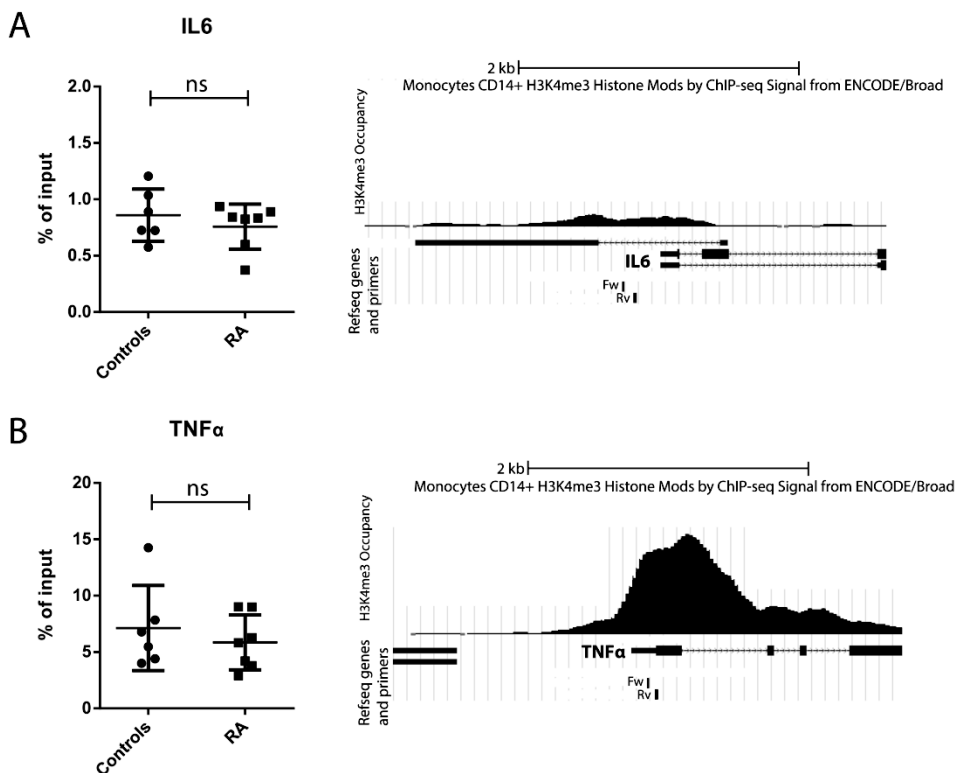 A
IL6
ns
2.0
1.5
1.0
0.5
0.0
% of input
Controls
RA
2 kb
Monocytes CD14+ H3K4me3 Histone Mods by ChIP-seq Signal from ENCODE/Broad
H3K4me3 Occupancy
Refseq genes
and primers
IL6
Fw
Rv
B
TNFα
ns
20
15
10
5
0
% of input
Controls
RA
2 kb
Monocytes CD14+ H3K4me3 Histone Mods by ChIP-seq Signal from ENCODE/Broad
H3K4me3 Occupancy
Refseq genes
and primers
TNFα
Fw
Rv